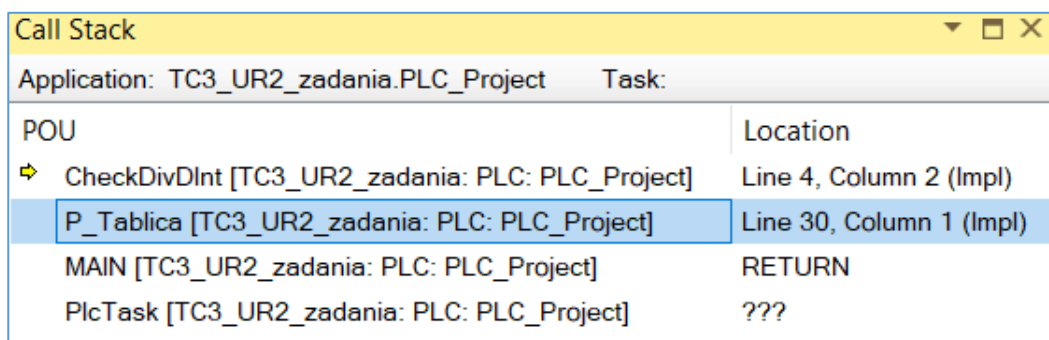 Call Stack
Application: TC3_UR2_zadania.PLC_Project Task:
POU Location
CheckDivDInt [TC3_UR2_zadania: PLC: PLC_Project] Line 4, Column 2 (Impl)
P_Tablica [TC3_UR2_zadania: PLC: PLC_Project] Line 30, Column 1 (Impl)
MAIN [TC3_UR2_zadania: PLC: PLC_Project] RETURN
PlcTask [TC3_UR2_zadania: PLC: PLC_Project] ???